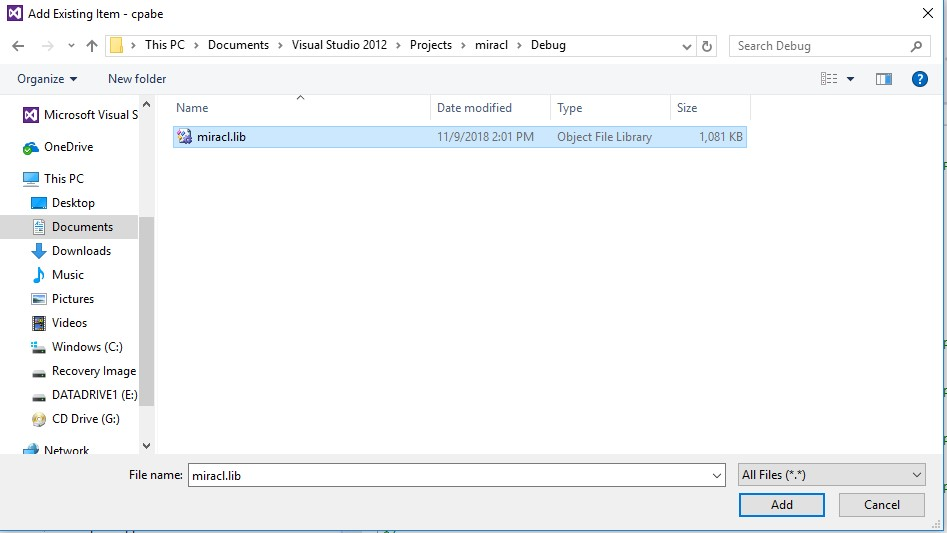 Add Existing Item - cpabe
This PC > Documents > Visual Studio 2012 > Projects > miracl > Debug
Search Debug
Organize
New folder
Name
Date modified
Type
Size
miracl.lib
11/9/2018 2:01 PM
Object File Library
1,081 KB
Microsoft Visual S
OneDrive
This PC
Desktop
Documents
Downloads
Music
Pictures
Videos
Windows (C:)
Recovery Image
DATADRIVE1 (E:)
CD Drive (G:)
Network
File name:
miracl.lib
All Files (*.*)
Add
Cancel